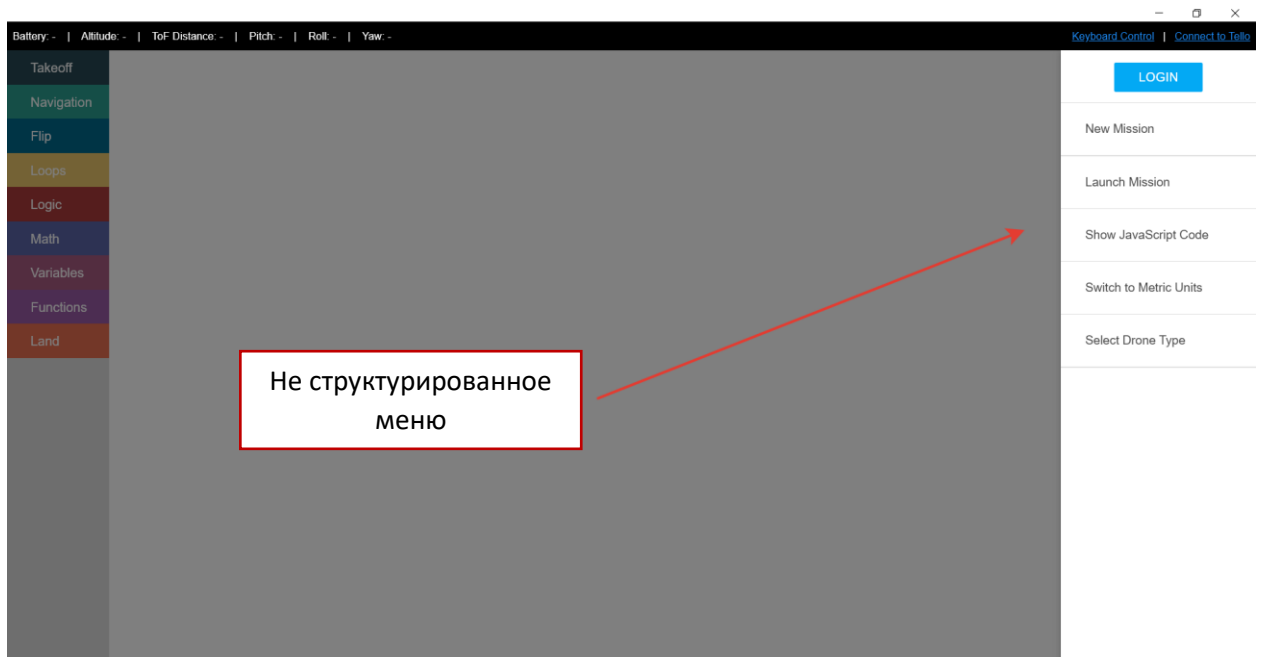 Battery: - | Altitude: - | ToF Distance: - | Pitch: - | Roll: - | Yaw: - Keyboard Control | Connect to Tello
Takeoff
Navigation
Flip
Loops
Logic
Math
Variables
Functions
Land
Не структурированное
меню
LOGIN
New Mission
Launch Mission
Show JavaScript Code
Switch to Metric Units
Select Drone Type